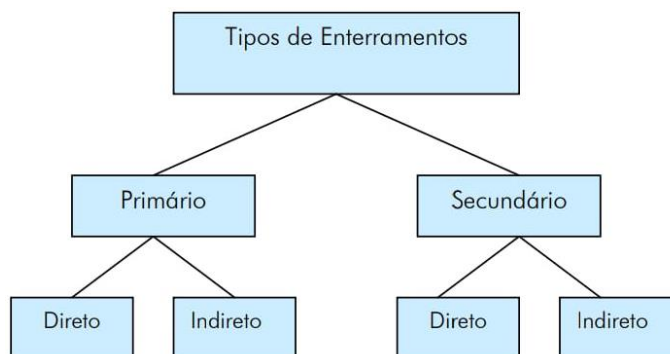 Tipos de Enterramentos
Primário
Secundário
Direto
Indireto
Direto
Indireto